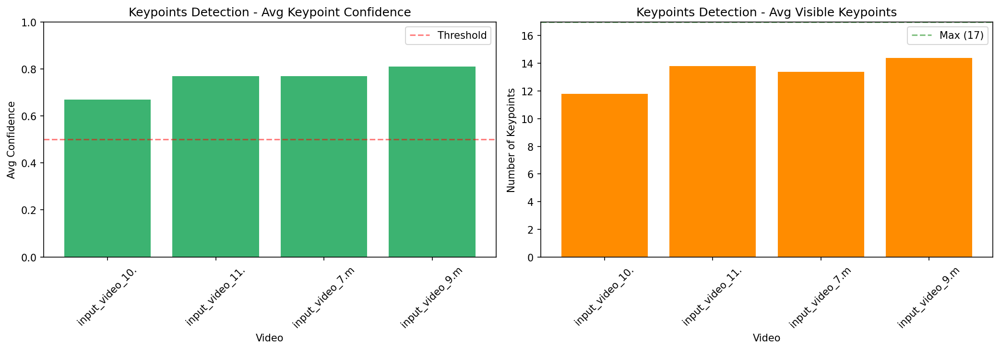 Keypoints Detection - Avg Keypoint Confidence
1.0
0.8
0.6
0.4
0.2
0.0
Avg Confidence
Threshold
input_video_10.
input_video_11.
input_video_7.m
input_video_9.m
Video
Keypoints Detection - Avg Visible Keypoints
16
14
12
10
8
6
4
2
0
Number of Keypoints
Max (17)
input_video_10.
input_video_11.
input_video_7.m
input_video_9.m
Video